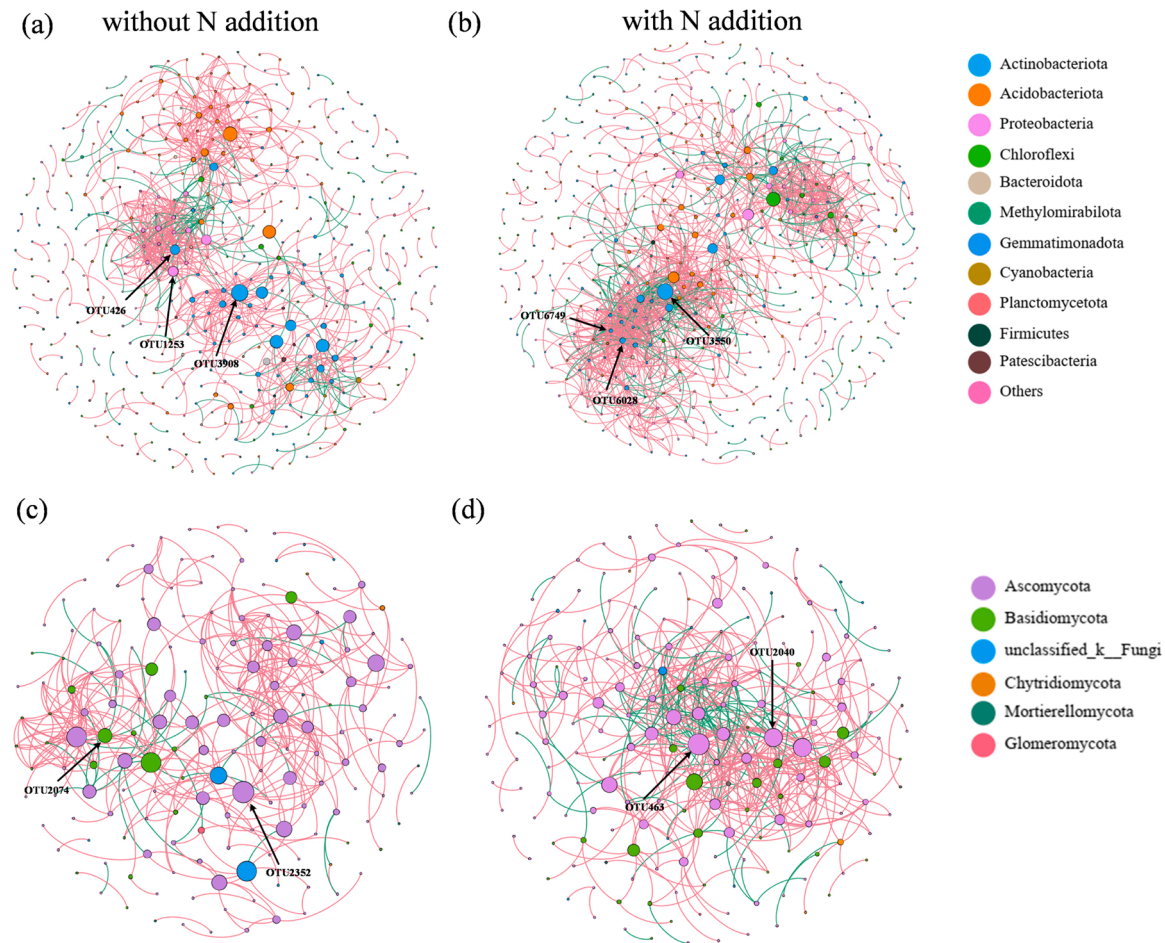 (a)
without N addition
(b)
with N addition
OTU426
OTU1253
OTU3908
OTU6749
OTU3550
OTU6028
Actinobacteriota
Acidobacteriota
Proteobacteria
Chloroflexi
Bacteroidota
Methylomirabilota
Gemmatimonadota
Cyanobacteria
Planctomycetota
Firmicutes
Patescibacteria
Others
(c)
(d)
OTU2074
OTU2352
OTU2040
OTU463
Ascomycota
Basidiomycota
unclassified_k__Fungi
Chytridiomycota
Mortierellomycota
Glomeromycota